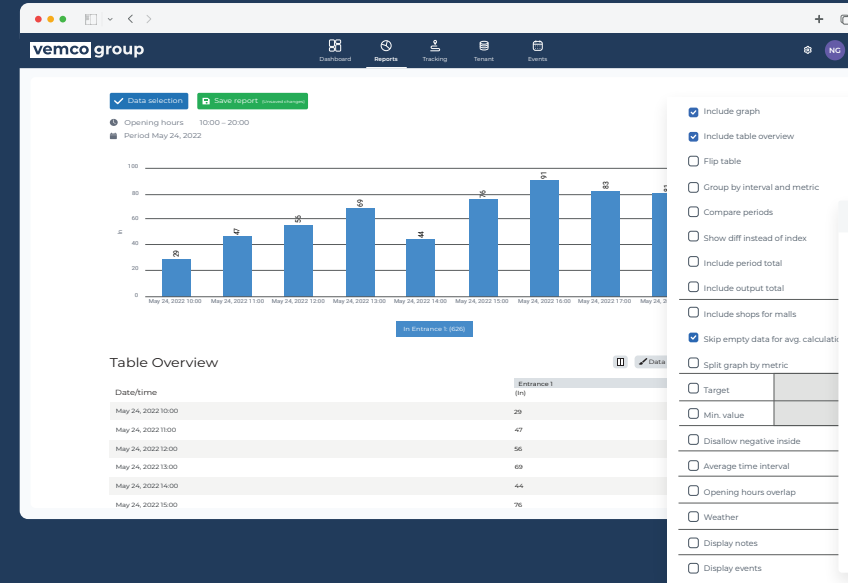 vemco group
Dashboard
Reports
Tracking
Tenant
Events
NG
Data selection
Save report (Unsaved changes)
Opening hours 10:00 – 20:00
Period May 24, 2022
100
80
60
40
20
0
In
29
47
56
69
44
76
91
83
May 24, 2022 10:00
May 24, 2022 11:00
May 24, 2022 12:00
May 24, 2022 13:00
May 24, 2022 14:00
May 24, 2022 15:00
May 24, 2022 16:00
May 24, 2022 17:00
May 24, 2
In Entrance 1: (626)
Table Overview
Data
Entrance 1
Date/time (In)
May 24, 2022 10:00 29
May 24, 2022 11:00 47
May 24, 2022 12:00 56
May 24, 2022 13:00 69
May 24, 2022 14:00 44
May 24, 2022 15:00 76
Include graph
Include table overview
Flip table
Group by interval and metric
Compare periods
Show diff instead of index
Include period total
Include output total
Include shops for malls
Skip empty data for avg. calculatio
Split graph by metric
Target
Min. value
Disallow negative inside
Average time interval
Opening hours overlap
Weather
Display notes
Display events